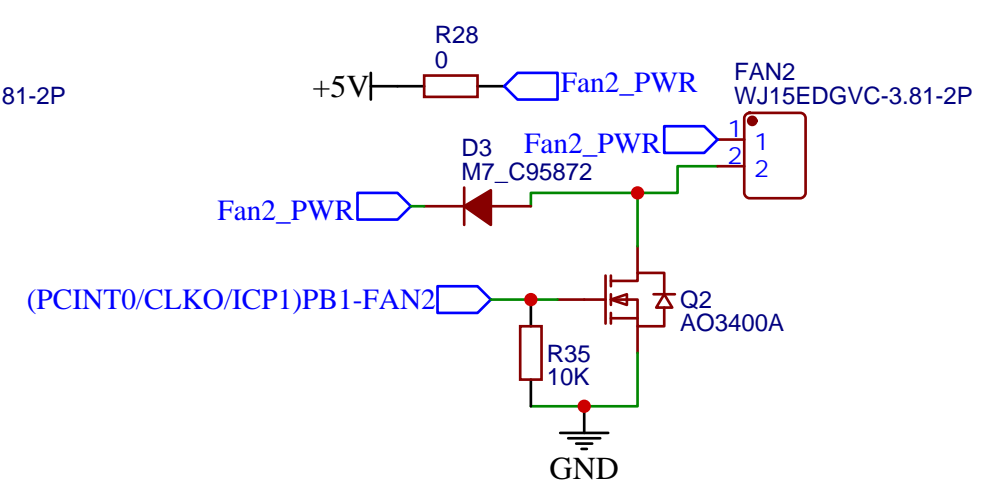 R28
0
+5V
Fan2_PWR
81-2P
FAN2
WJ15EDGVC-3.81-2P
Fan2_PWR
1
1
2
2
D3
M7_C95872
Fan2_PWR
(PCINT0/CLKO/ICP1)PB1-FAN2
Q2
AO3400A
R35
10K
GND